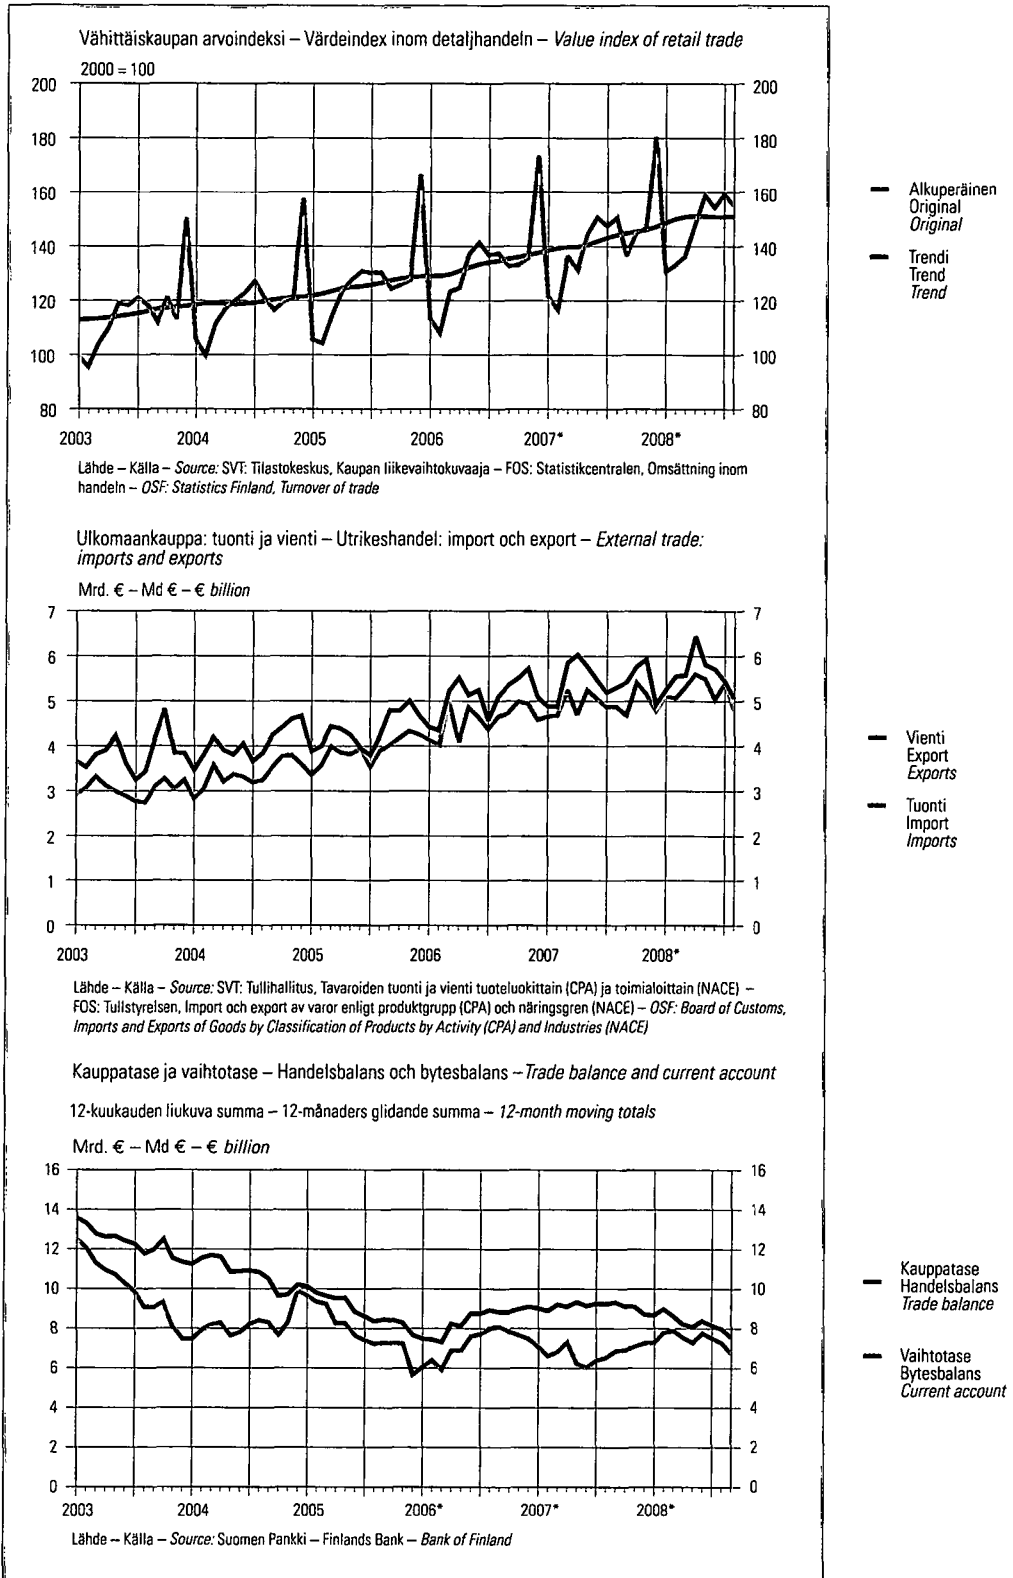 Vähittäiskaupan arvoindeksi – Värdeindex inom detaljhandeln – Value index of retail trade
2000 = 100
200 200
180 180
160 160
140 140
120 120
100 100
80 80
2003 2004 2005 2006 2007* 2008*
Alkuperäinen
Original
Original
Trendi
Trend
Trend
Lähde – Källa – Source: SVT: Tilastokeskus, Kaupan liikevaihtokuvaaja – FOS: Statistikcentralen, Omsättning inom
handeln – OSF: Statistics Finland, Turnover of trade
Ulkomaankauppa: tuonti ja vienti – Utrikeshandel: import och export – External trade:
imports and exports
Mrd. € – Md € – € billion
7 7
6 6
5 5
4 4
3 3
2 2
1 1
0 0
2003 2004 2005 2006 2007 2008*
Vienti
Export
Exports
Tuonti
Import
Imports
Lähde – Källa – Source: SVT: Tullihallitus, Tavaroiden tuonti ja vienti tuoteluokittain (CPA) ja toimialoittain (NACE) –
FOS: Tullstyrelsen, Import och export av varor enligt produktgrupp (CPA) och näringsgren (NACE) – OSF: Board of Customs,
Imports and Exports of Goods by Classification of Products by Activity (CPA) and Industries (NACE)
Kauppatase ja vaihtotase – Handelsbalans och bytesbalans – Trade balance and current account
12-kuukauden liukuva summa – 12-månaders glidande summa – 12-month moving totals
Mrd. € – Md € – € billion
16 16
14 14
12 12
10 10
8 8
6 6
4 4
2 2
0 0
2003 2004 2005 2006* 2007* 2008*
Kauppatase
Handelsbalans
Trade balance
Vaihtotase
Bytesbalans
Current account
Lähde – Källa – Source: Suomen Pankki – Finlands Bank – Bank of Finland